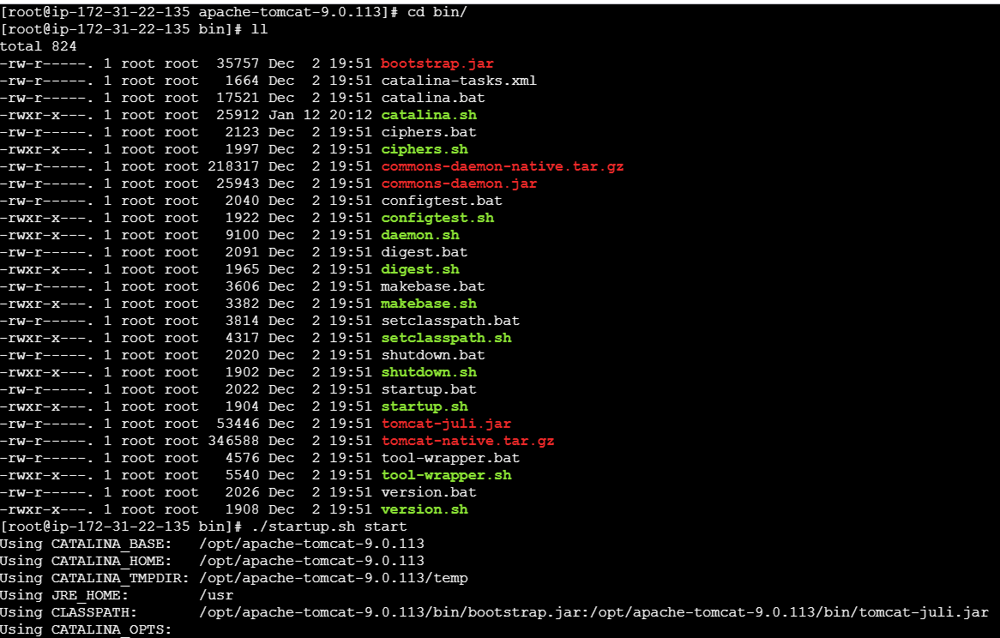 [root@ip-172-31-22-135 apache-tomcat-9.0.113]# cd bin/
[root@ip-172-31-22-135 bin]# ll
total 824
-rw-r-----. 1 root root  35757 Dec  2 19:51 bootstrap.jar
-rw-r-----. 1 root root   1664 Dec  2 19:51 catalina-tasks.xml
-rw-r-----. 1 root root  17521 Dec  2 19:51 catalina.bat
-rwxr-x---. 1 root root  25912 Jan 12 20:12 catalina.sh
-rw-r-----. 1 root root   2123 Dec  2 19:51 ciphers.bat
-rwxr-x---. 1 root root   1997 Dec  2 19:51 ciphers.sh
-rw-r-----. 1 root root 218317 Dec  2 19:51 commons-daemon-native.tar.gz
-rw-r-----. 1 root root  25943 Dec  2 19:51 commons-daemon.jar
-rw-r-----. 1 root root   2040 Dec  2 19:51 configtest.bat
-rwxr-x---. 1 root root   1922 Dec  2 19:51 configtest.sh
-rwxr-x---. 1 root root   9100 Dec  2 19:51 daemon.sh
-rw-r-----. 1 root root   2091 Dec  2 19:51 digest.bat
-rwxr-x---. 1 root root   1965 Dec  2 19:51 digest.sh
-rw-r-----. 1 root root   3606 Dec  2 19:51 makebase.bat
-rwxr-x---. 1 root root   3382 Dec  2 19:51 makebase.sh
-rw-r-----. 1 root root   3814 Dec  2 19:51 setclasspath.bat
-rwxr-x---. 1 root root   4317 Dec  2 19:51 setclasspath.sh
-rw-r-----. 1 root root   2020 Dec  2 19:51 shutdown.bat
-rwxr-x---. 1 root root   1902 Dec  2 19:51 shutdown.sh
-rw-r-----. 1 root root   2022 Dec  2 19:51 startup.bat
-rwxr-x---. 1 root root   1904 Dec  2 19:51 startup.sh
-rw-r-----. 1 root root  53446 Dec  2 19:51 tomcat-juli.jar
-rw-r-----. 1 root root 346588 Dec  2 19:51 tomcat-native.tar.gz
-rw-r-----. 1 root root   4576 Dec  2 19:51 tool-wrapper.bat
-rwxr-x---. 1 root root   5540 Dec  2 19:51 tool-wrapper.sh
-rw-r-----. 1 root root   2026 Dec  2 19:51 version.bat
-rwxr-x---. 1 root root   1908 Dec  2 19:51 version.sh
[root@ip-172-31-22-135 bin]# ./startup.sh start
Using CATALINA_BASE:   /opt/apache-tomcat-9.0.113
Using CATALINA_HOME:   /opt/apache-tomcat-9.0.113
Using CATALINA_TMPDIR: /opt/apache-tomcat-9.0.113/temp
Using JRE_HOME:        /usr
Using CLASSPATH:       /opt/apache-tomcat-9.0.113/bin/bootstrap.jar:/opt/apache-tomcat-9.0.113/bin/tomcat-juli.jar
Using CATALINA_OPTS: